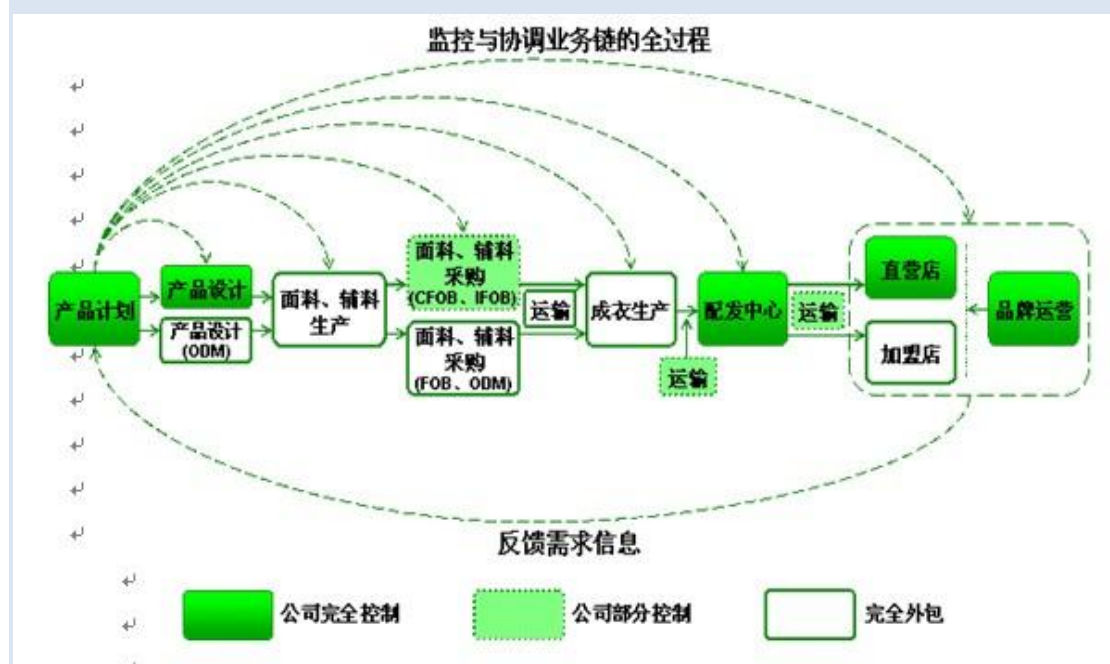 监控与协调业务链的全过程
产品计划
产品设计
产品设计
(ODM)
面料、辅料
生产
面料、辅料
采购
(CFOB、IFOB)
面料、辅料
采购
(FOB、ODM)
运输
成衣生产
运输
配发中心
运输
直营店
加盟店
品牌运营
反馈需求信息
公司完全控制
公司部分控制
完全外包